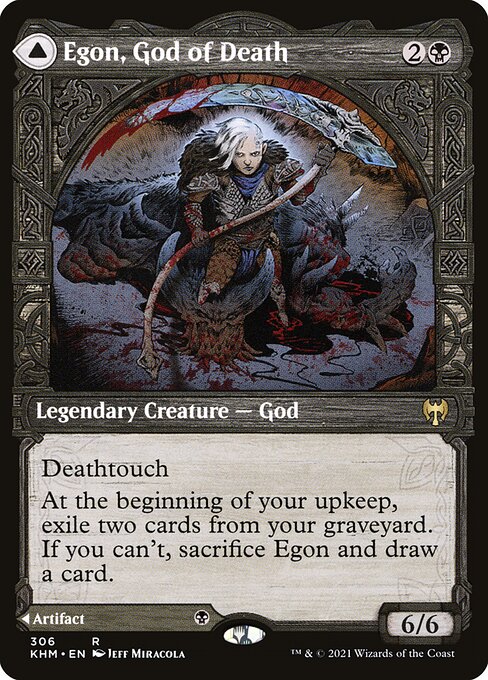 Egon, God of Death 2
Legendary Creature — God
Deathtouch
At the beginning of your upkeep,
exile two cards from your graveyard.
If you can't, sacrifice Egon and draw
a card.
Artifact
6/6
306 R
KHM • EN Jeff Miracola
™ & © 2021 Wizards of the Coast